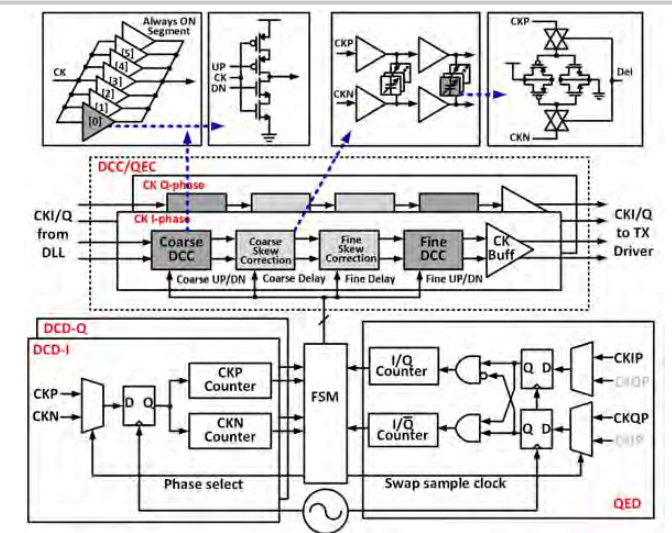 Always ON
Segment
[5]
[4]
[3]
[2]
[1]
[0]
CK
UP
CK
DN
CKP
CKN
CKP
CKN
Del
DCC/QEC
CK Q-phase
CK I-phase
CKI/Q
from
DLL
Coarse
DCC
Coarse
Skew
Correction
Fine
Skew
Correction
Fine
DCC
CK
Buff
CKI/Q
to TX
Driver
Coarse UP/DN
Coarse Delay
Fine Delay
Fine UP/DN
DCD-Q
DCD-I
CKP
CKN
D Q
CKP
Counter
CKN
Counter
Phase select
FSM
I/Q
Counter
I/Q̅
Counter
Q D
Q D
CKIP
CKQP
CKQP
CKIP
Swap sample clock
QED